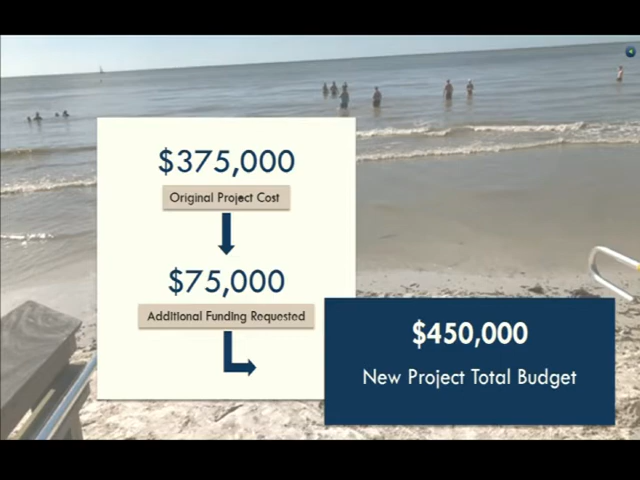 $375,000
Original Project Cost
$75,000
Additional Funding Requested
$450,000
New Project Total Budget